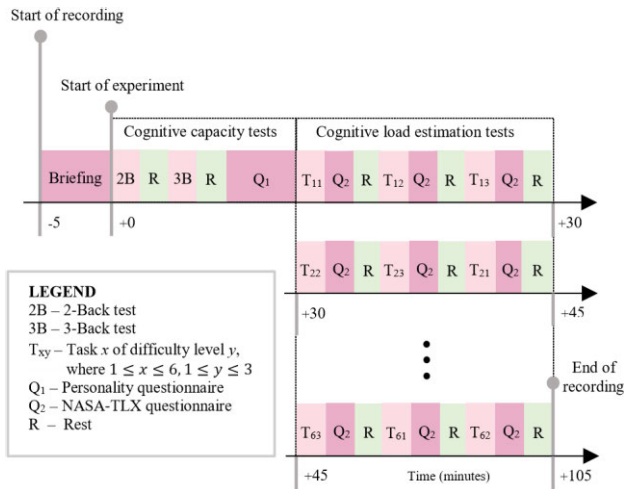 Start of recording
Start of experiment
Cognitive capacity tests
Cognitive load estimation tests
Briefing 2B R 3B R Q₁ T₁₁ Q₂ R T₁₂ Q₂ R T₁₃ Q₂ R
-5 +0 +30
T₂₂ Q₂ R T₂₃ Q₂ R T₂₁ Q₂ R
+30 +45
LEGEND
2B – 2-Back test
3B – 3-Back test
Tₓᵧ – Task x of difficulty level y,
where 1 ≤ x ≤ 6, 1 ≤ y ≤ 3
Q₁ – Personality questionnaire
Q₂ – NASA-TLX questionnaire
R – Rest
End of
recording
T₆₃ Q₂ R T₆₁ Q₂ R T₆₂ Q₂ R
+45 Time (minutes) +105